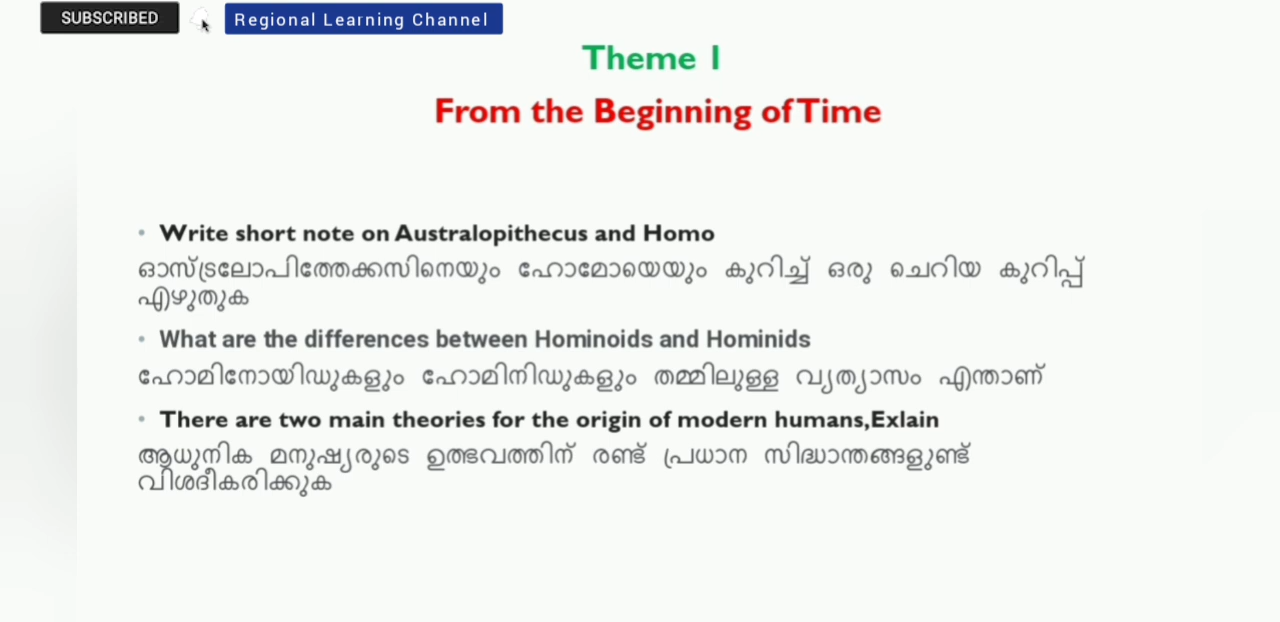 SUBSCRIBED Regional Learning Channel
Theme 1
From the Beginning of Time
• Write short note on Australopithecus and Homo
ഓസ്ട്രലോപിത്തേക്കസിനെയും ഹോമോയെയും കുറിച്ച് ഒരു ചെറിയ കുറിപ്പ്
എഴുതുക
• What are the differences between Hominoids and Hominids
ഹോമിനോയിഡുകളും ഹോമിനിഡുകളും തമ്മിലുള്ള വ്യത്യാസം എന്താണ്
• There are two main theories for the origin of modern humans,Exlain
ആധുനിക മനുഷ്യരുടെ ഉത്ഭവത്തിന് രണ്ട് പ്രധാന സിദ്ധാന്തങ്ങളുണ്ട്
വിശദീകരിക്കുക